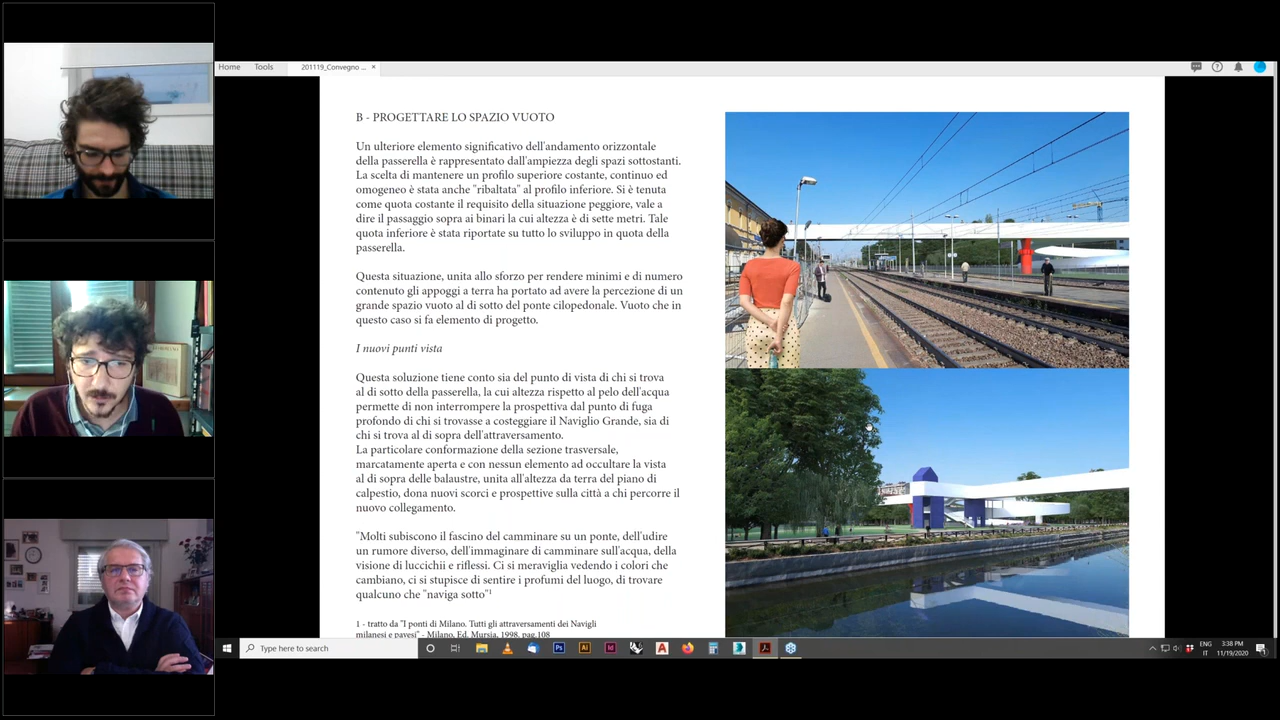 Home Tools 201119_Convegno ... ×
B - PROGETTARE LO SPAZIO VUOTO
Un ulteriore elemento significativo dell'andamento orizzontale
della passerella è rappresentato dall'ampiezza degli spazi sottostanti.
La scelta di mantenere un profilo superiore costante, continuo ed
omogeneo è stata anche "ribaltata" al profilo inferiore. Si è tenuta
come quota costante il requisito della situazione peggiore, vale a
dire il passaggio sopra ai binari la cui altezza è di sette metri. Tale
quota inferiore è stata riportate su tutto lo sviluppo in quota della
passerella.
Questa situazione, unita allo sforzo per rendere minimi e di numero
contenuto gli appoggi a terra ha portato ad avere la percezione di un
grande spazio vuoto al di sotto del ponte cilopedonale. Vuoto che in
questo caso si fa elemento di progetto.
I nuovi punti vista
Questa soluzione tiene conto sia del punto di vista di chi si trova
al di sotto della passerella, la cui altezza rispetto al pelo dell'acqua
permette di non interrompere la prospettiva dal punto di fuga
profondo di chi si trovasse a costeggiare il Naviglio Grande, sia di
chi si trova al di sopra dell'attraversamento.
La particolare conformazione della sezione trasversale,
marcatamente aperta e con nessun elemento ad occultare la vista
al di sopra delle balaustre, unita all'altezza da terra del piano di
calpestio, dona nuovi scorci e prospettive sulla città a chi percorre il
nuovo collegamento.
"Molti subiscono il fascino del camminare su un ponte, dell'udire
un rumore diverso, dell'immaginare di camminare sull'acqua, della
visione di luccichii e riflessi. Ci si meraviglia vedendo i colori che
cambiano, ci si stupisce di sentire i profumi del luogo, di trovare
qualcuno che "naviga sotto"¹
1 - tratto da "I ponti di Milano. Tutti gli attraversamenti dei Navigli
milanesi e pavesi" - Milano, Ed. Mursia, 1998, pag.108
Type here to search
Ps Ai Id A
ENG 3:38 PM
IT 11/19/2020